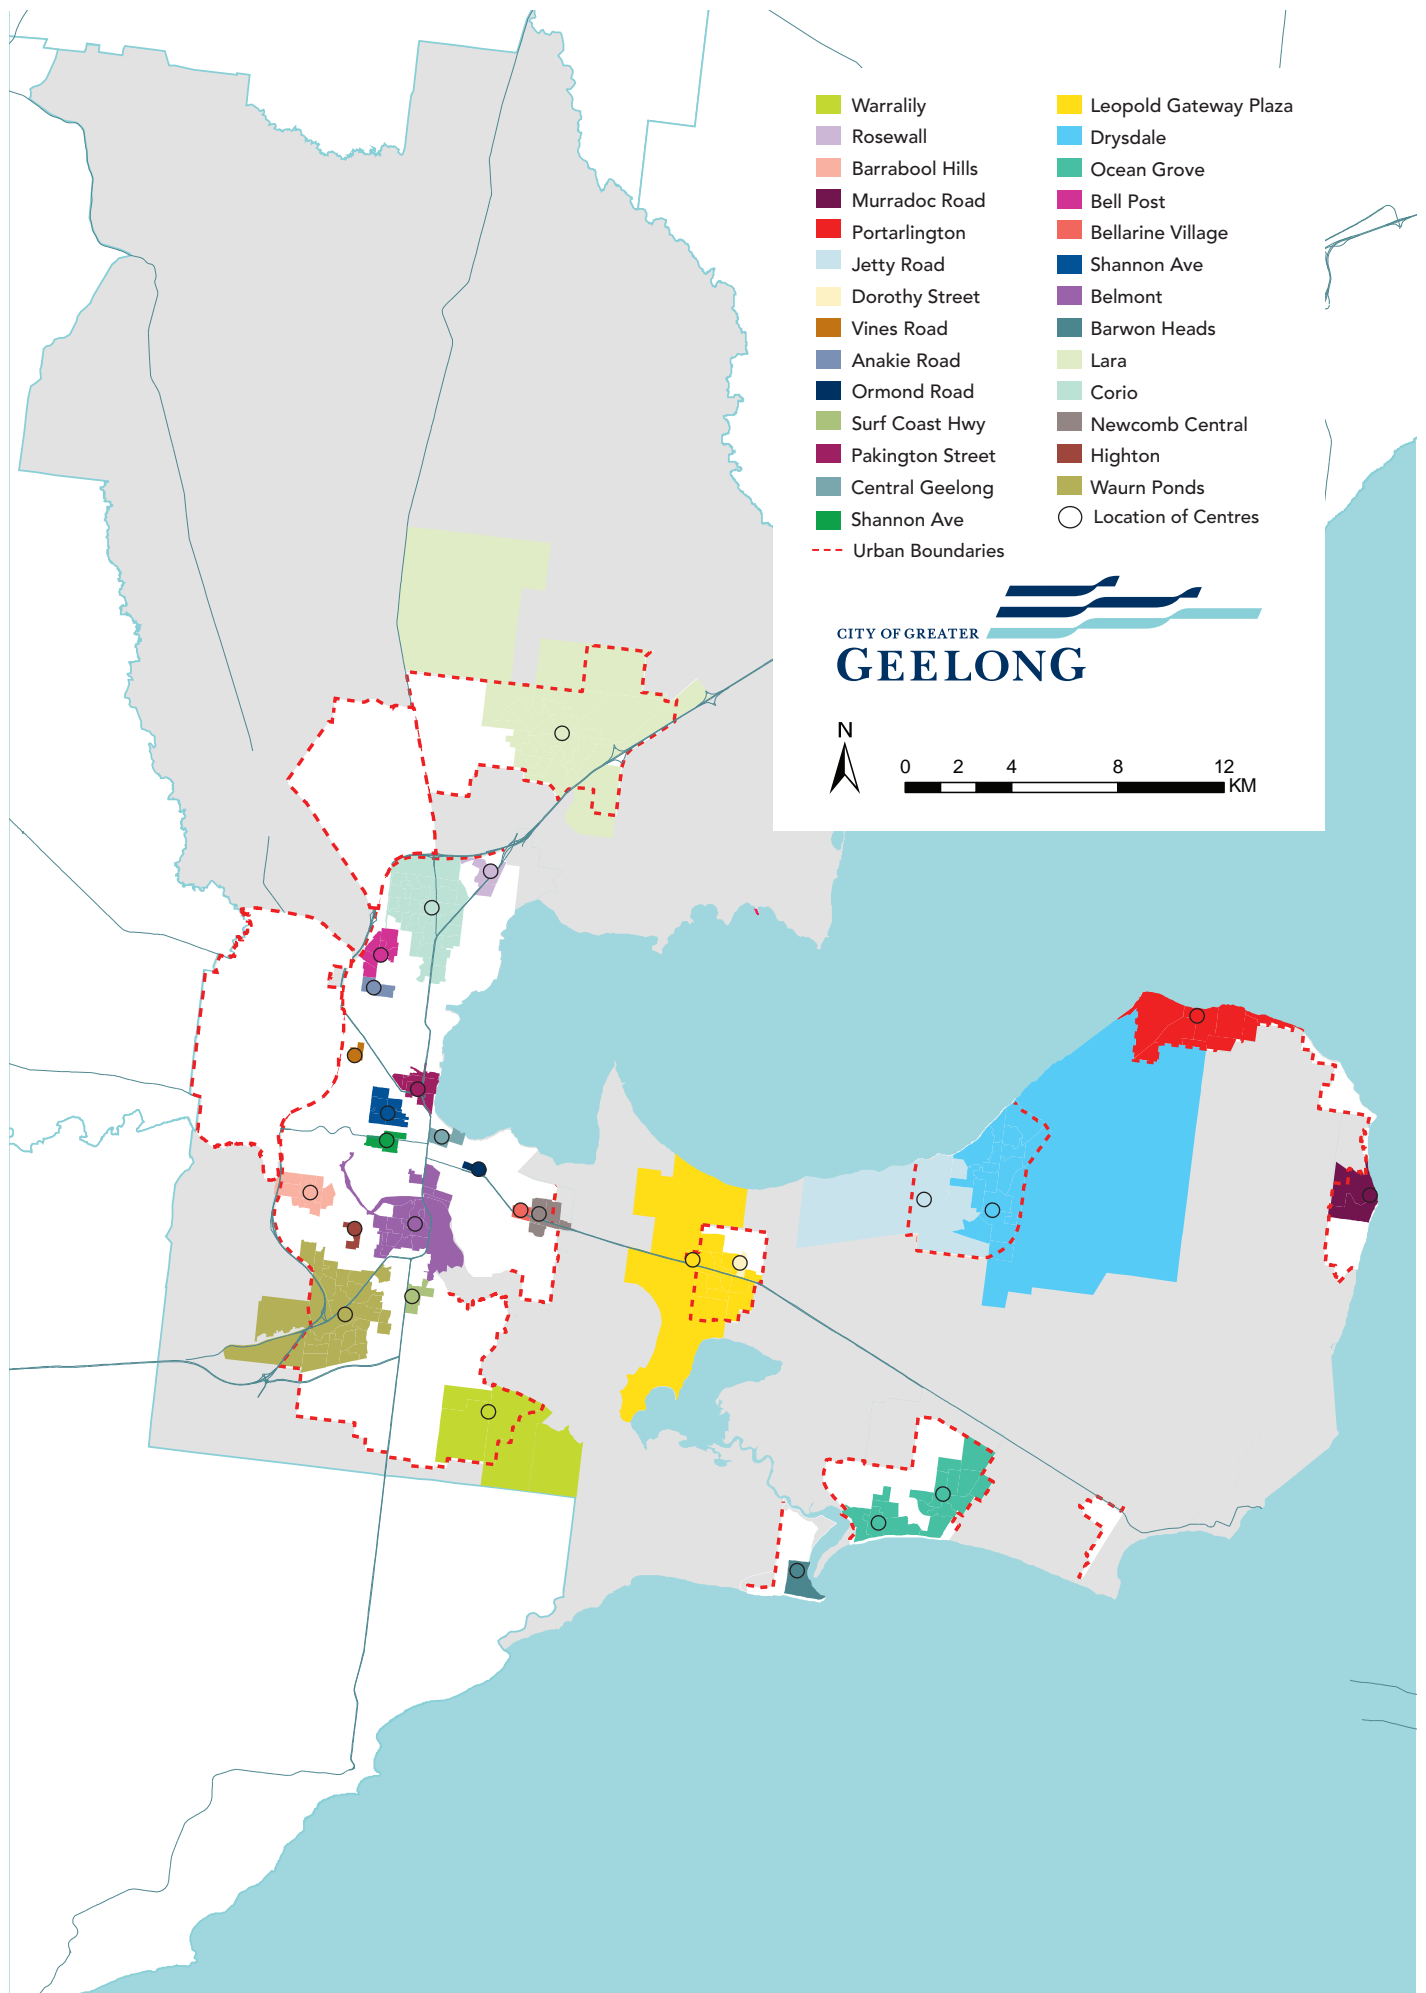 Warralily
Rosewall
Barrabool Hills
Murradoc Road
Portarlington
Jetty Road
Dorothy Street
Vines Road
Anakie Road
Ormond Road
Surf Coast Hwy
Pakington Street
Central Geelong
Shannon Ave
Urban Boundaries
Leopold Gateway Plaza
Drysdale
Ocean Grove
Bell Post
Bellarine Village
Shannon Ave
Belmont
Barwon Heads
Lara
Corio
Newcomb Central
Highton
Waurn Ponds
Location of Centres
CITY OF GREATER
GEELONG
N
0 2 4 8 12
KM